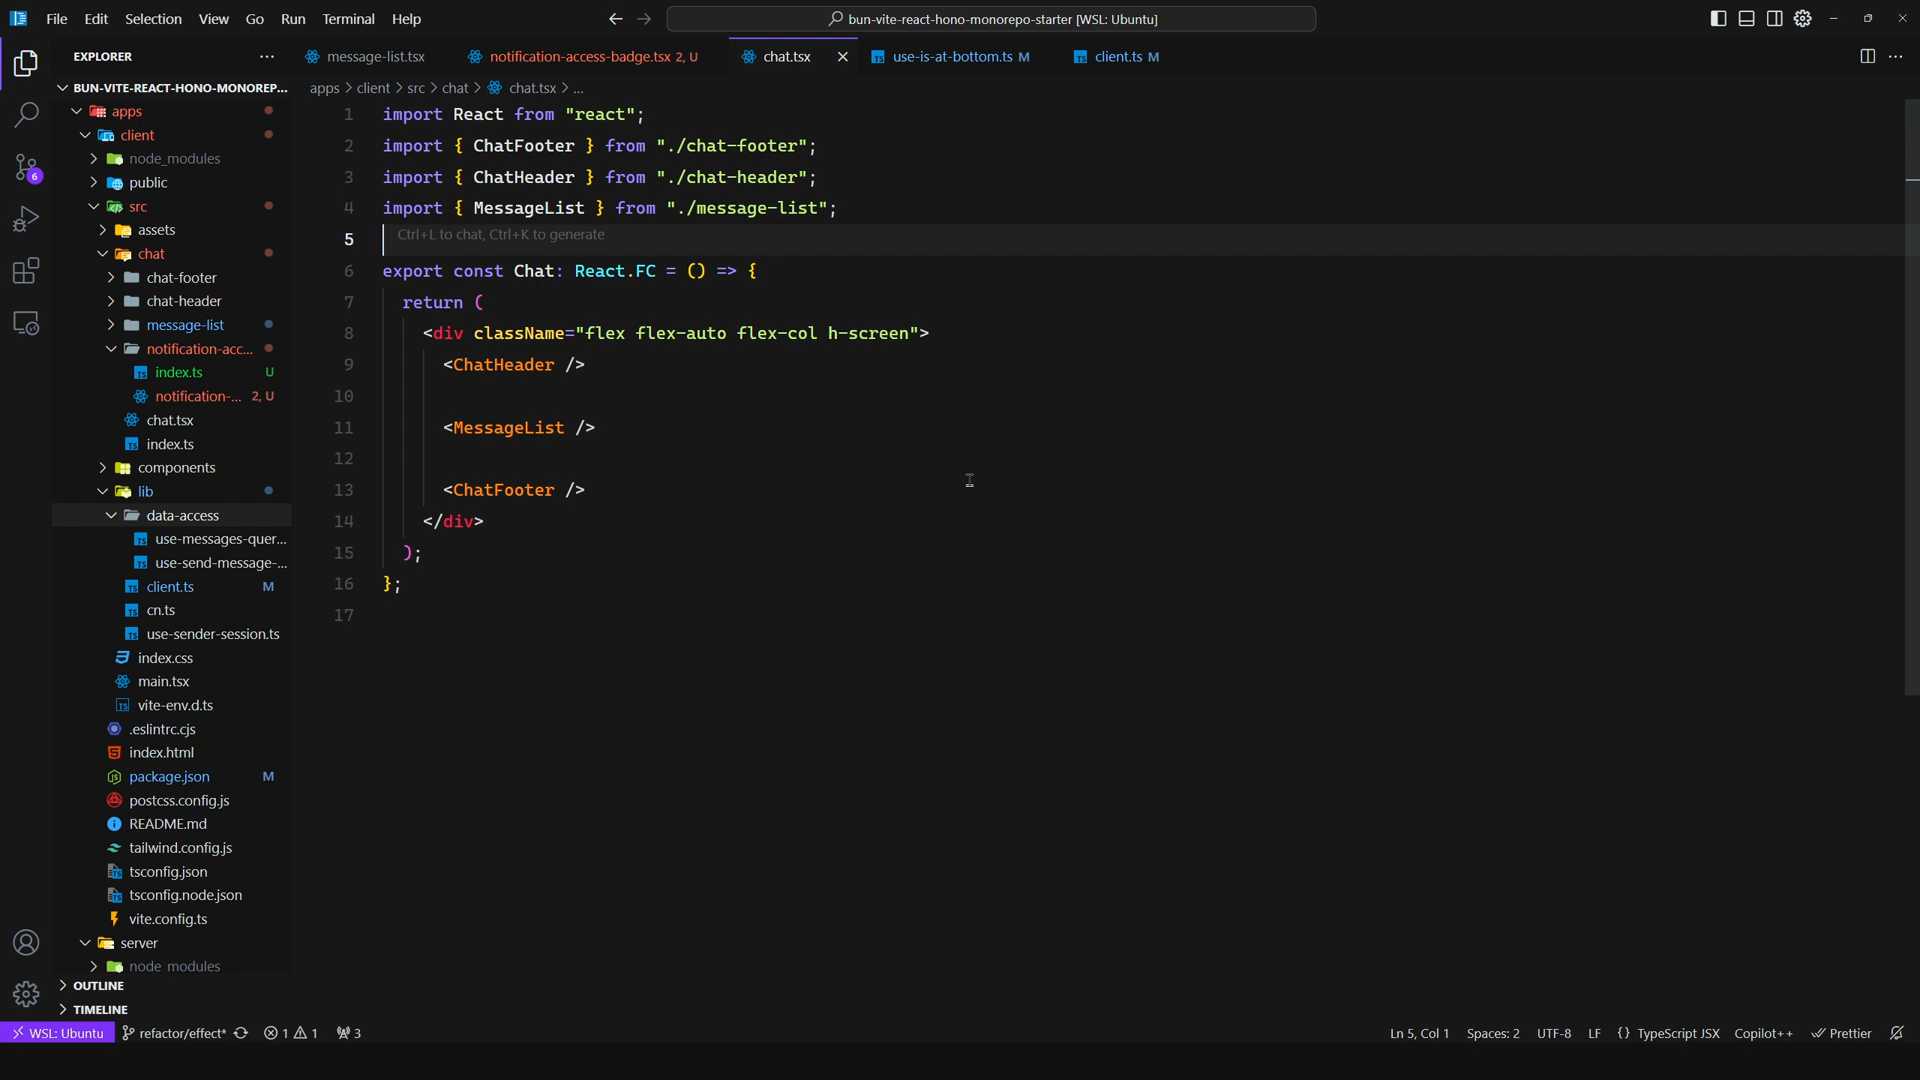 File Edit Selection View Go Run Terminal Help
bun-vite-react-hono-monorepo-starter [WSL: Ubuntu]
EXPLORER
message-list.tsx
notification-access-badge.tsx 2, U
chat.tsx
use-is-at-bottom.ts M
client.ts M
BUN-VITE-REACT-HONO-MONOREP...
apps > client > src > chat > chat.tsx > ...
apps
client
node_modules
public
src
assets
chat
chat-footer
chat-header
message-list
notification-acc...
index.ts U
notification-... 2, U
chat.tsx
index.ts
components
lib
data-access
use-messages-quer...
use-send-message-...
client.ts M
cn.ts
use-sender-session.ts
index.css
main.tsx
vite-env.d.ts
.eslintrc.cjs
index.html
package.json M
postcss.config.js
README.md
tailwind.config.js
tsconfig.json
tsconfig.node.json
vite.config.ts
server
node_modules
OUTLINE
TIMELINE
6
1 import React from "react";
2 import { ChatFooter } from "./chat-footer";
3 import { ChatHeader } from "./chat-header";
4 import { MessageList } from "./message-list";
5 Ctrl+L to chat, Ctrl+K to generate
6 export const Chat: React.FC = () => {
7 return (
8 <div className="flex flex-auto flex-col h-screen">
9 <ChatHeader />
10
11 <MessageList />
12
13 <ChatFooter />
14 </div>
15 );
16 };
17
WSL: Ubuntu refactor/effect* 1 1 3
Ln 5, Col 1 Spaces: 2 UTF-8 LF {} TypeScript JSX Copilot++ Prettier